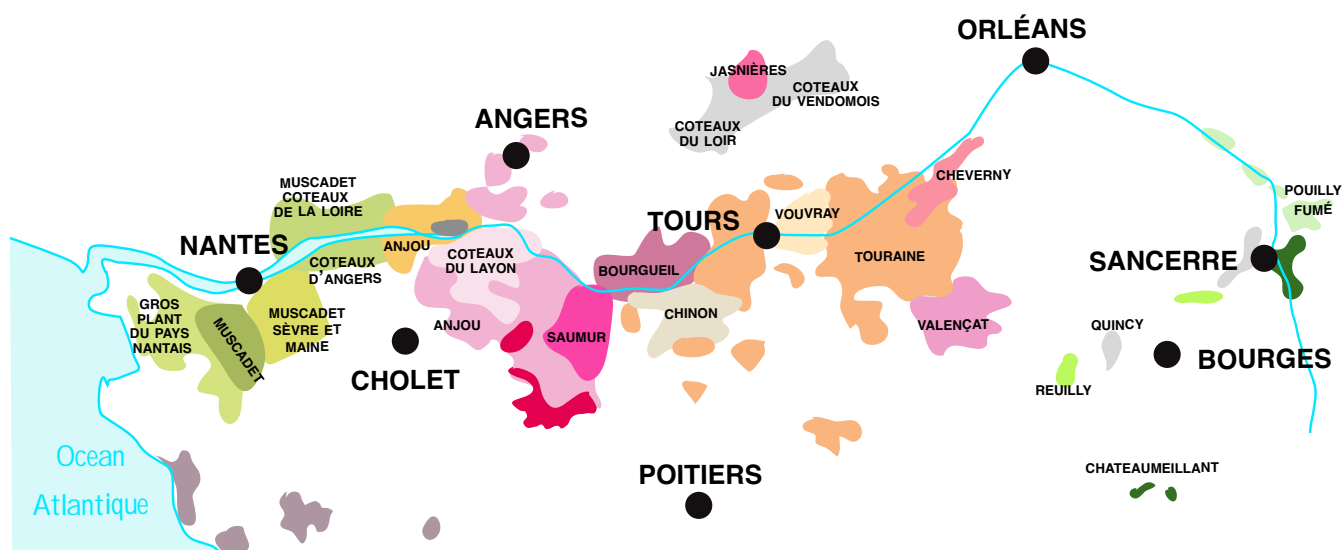 ORLÉANS
JASNIÈRES
COTEAUX
DU VENDOMOIS
COTEAUX
DU LOIR
ANGERS
CHEVERNY
MUSCADET
COTEAUX
DE LA LOIRE
POUILLY
FUMÉ
TOURS
VOUVRAY
NANTES
ANJOU
COTEAUX
DU LAYON
BOURGUEIL
TOURAINE
SANCERRE
COTEAUX
D'ANGERS
GROS
PLANT
DU PAYS
NANTAIS
MUSCADET
MUSCADET
SÈVRE ET
MAINE
ANJOU
SAUMUR
CHINON
VALENÇAT
QUINCY
BOURGES
CHOLET
REUILLY
Ocean
Atlantique
POITIERS
CHATEAUMEILLANT